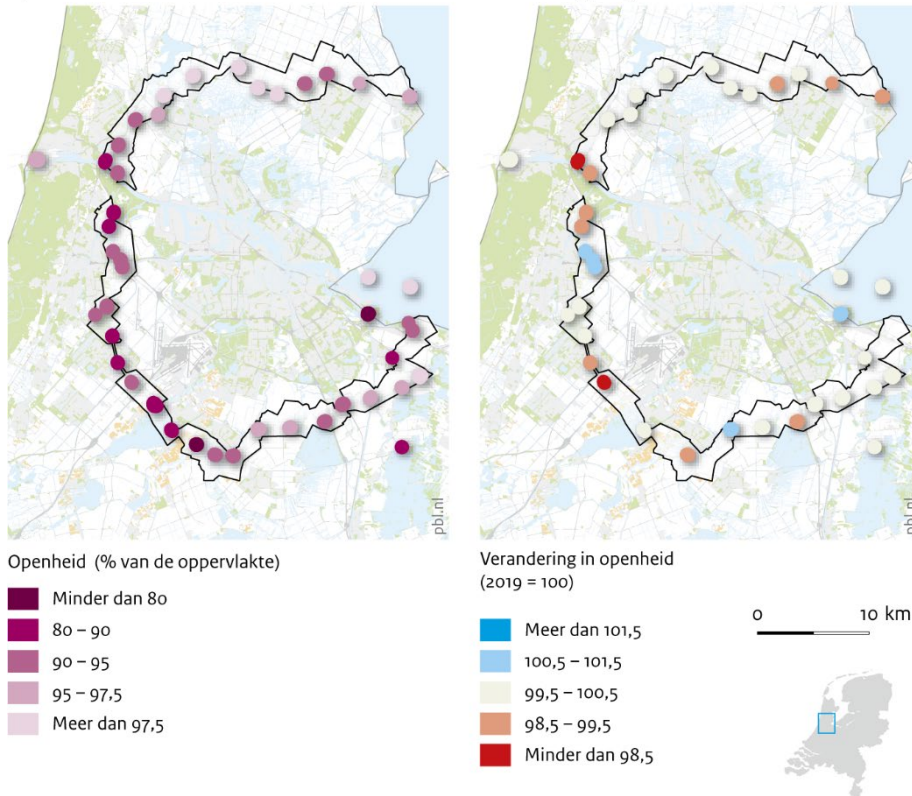 pbl.nl
pbl.nl
Openheid (% van de oppervlakte)
Minder dan 80
80 – 90
90 – 95
95 – 97,5
Meer dan 97,5
Verandering in openheid
(2019 = 100)
Meer dan 101,5
100,5 – 101,5
99,5 – 100,5
98,5 – 99,5
Minder dan 98,5
0 10 km